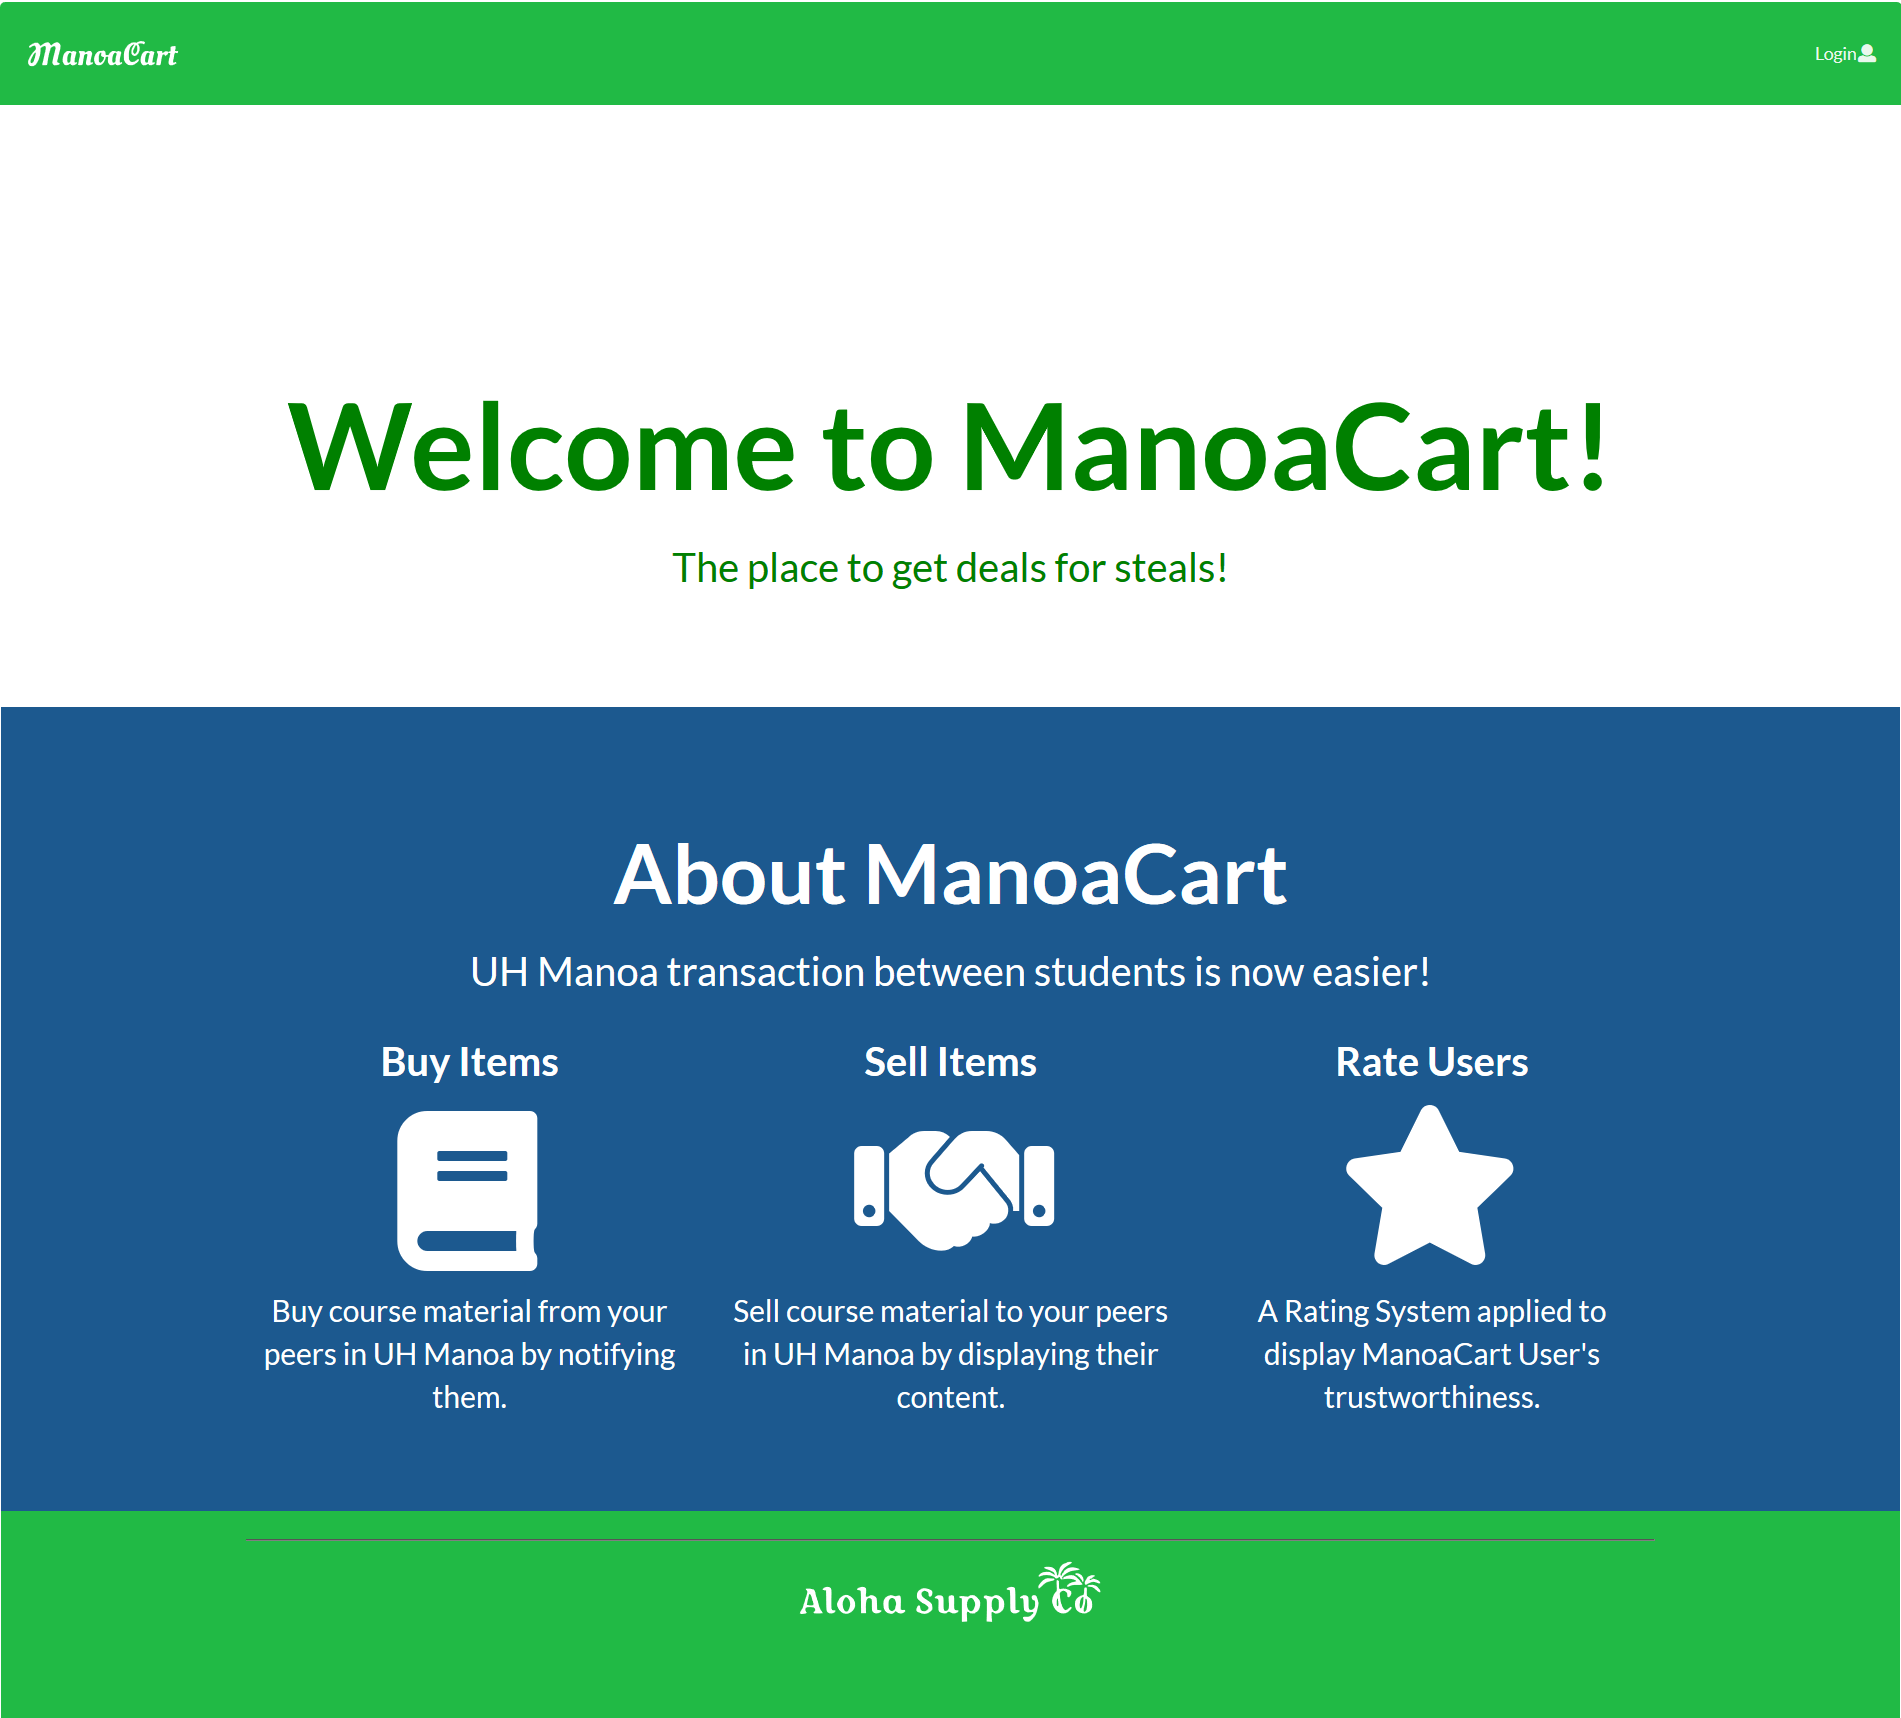 ManoaCart
Login
Welcome to ManoaCart!
The place to get deals for steals!
About ManoaCart
UH Manoa transaction between students is now easier!
Buy Items
Buy course material from your
peers in UH Manoa by notifying
them.
Sell Items
Sell course material to your peers
in UH Manoa by displaying their
content.
Rate Users
A Rating System applied to
display ManoaCart User's
trustworthiness.
Aloha Supply Co